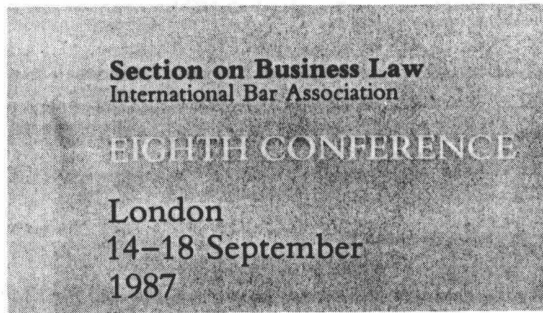 Section on Business Law
International Bar Association
EIGHTH CONFERENCE
London
14–18 September
1987